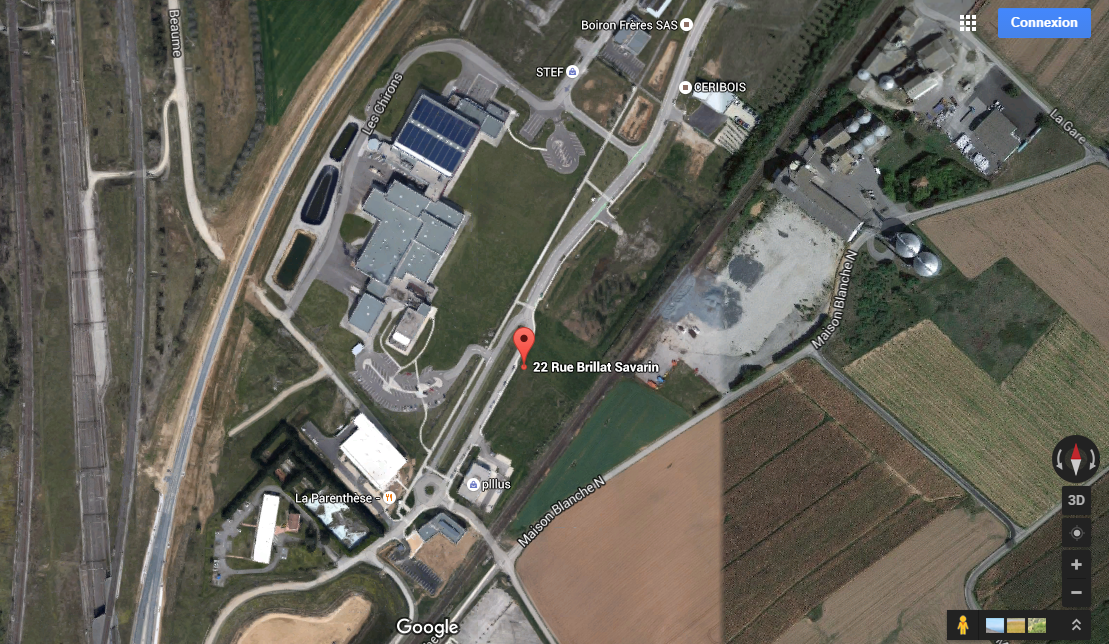 Beaume
Boiron Frères SAS
Connexion
STEF
CERIBOIS
Les Chirons
La Gare
Maison Blanche N
22 Rue Brillat Savarin
La Parenthèse
plllus
Maison Blanche N
3D
Google